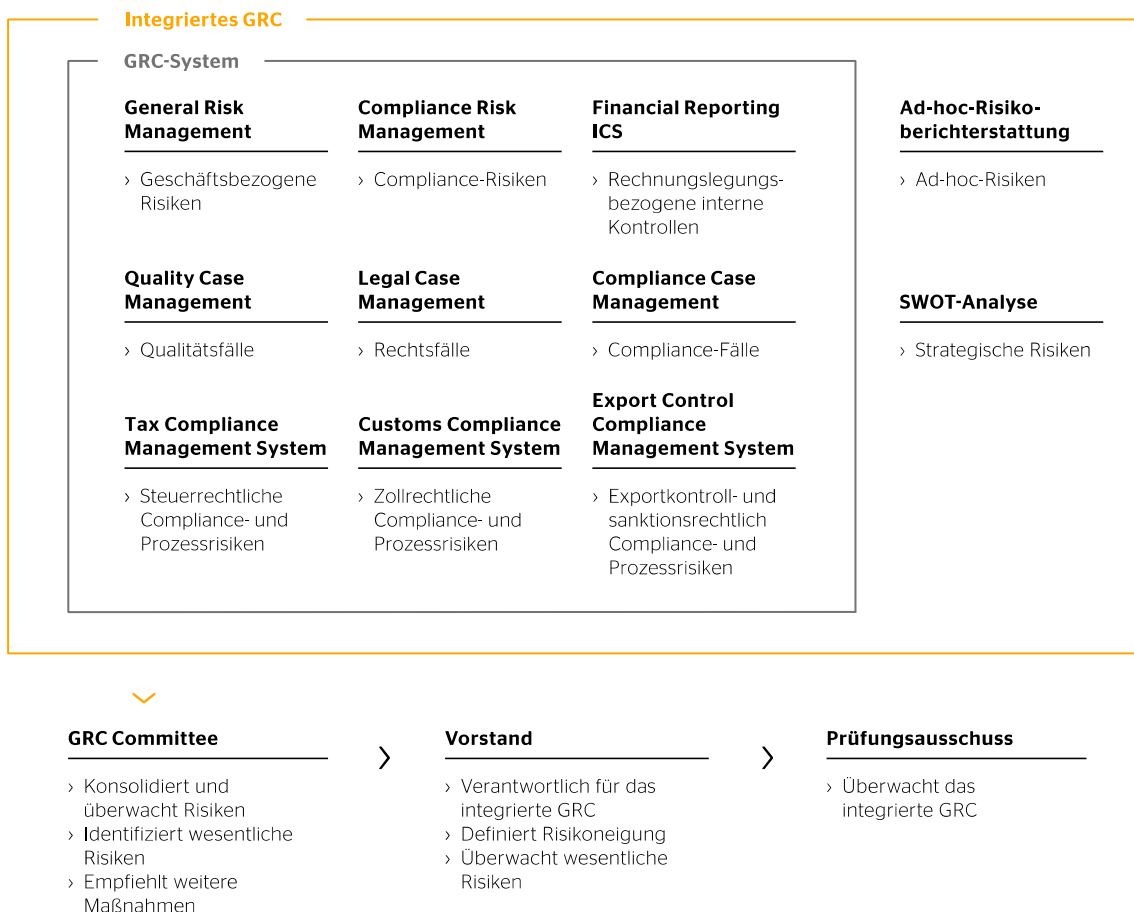 Integriertes GRC
GRC-System
General Risk
Management
› Geschäftsbezogene
Risiken
Compliance Risk
Management
› Compliance-Risiken
Financial Reporting
ICS
› Rechnungslegungs-
bezogene interne
Kontrollen
Ad-hoc-Risiko-
berichterstattung
› Ad-hoc-Risiken
Quality Case
Management
› Qualitätsfälle
Legal Case
Management
› Rechtsfälle
Compliance Case
Management
› Compliance-Fälle
SWOT-Analyse
› Strategische Risiken
Tax Compliance
Management System
› Steuerrechtliche
Compliance- und
Prozessrisiken
Customs Compliance
Management System
› Zollrechtliche
Compliance- und
Prozessrisiken
Export Control
Compliance
Management System
› Exportkontroll- und
sanktionsrechtlich
Compliance- und
Prozessrisiken
GRC Committee
› Konsolidiert und
überwacht Risiken
› Identifiziert wesentliche
Risiken
› Empfiehlt weitere
Maßnahmen
Vorstand
› Verantwortlich für das
integrierte GRC
› Definiert Risikoneigung
› Überwacht wesentliche
Risiken
Prüfungsausschuss
› Überwacht das
integrierte GRC